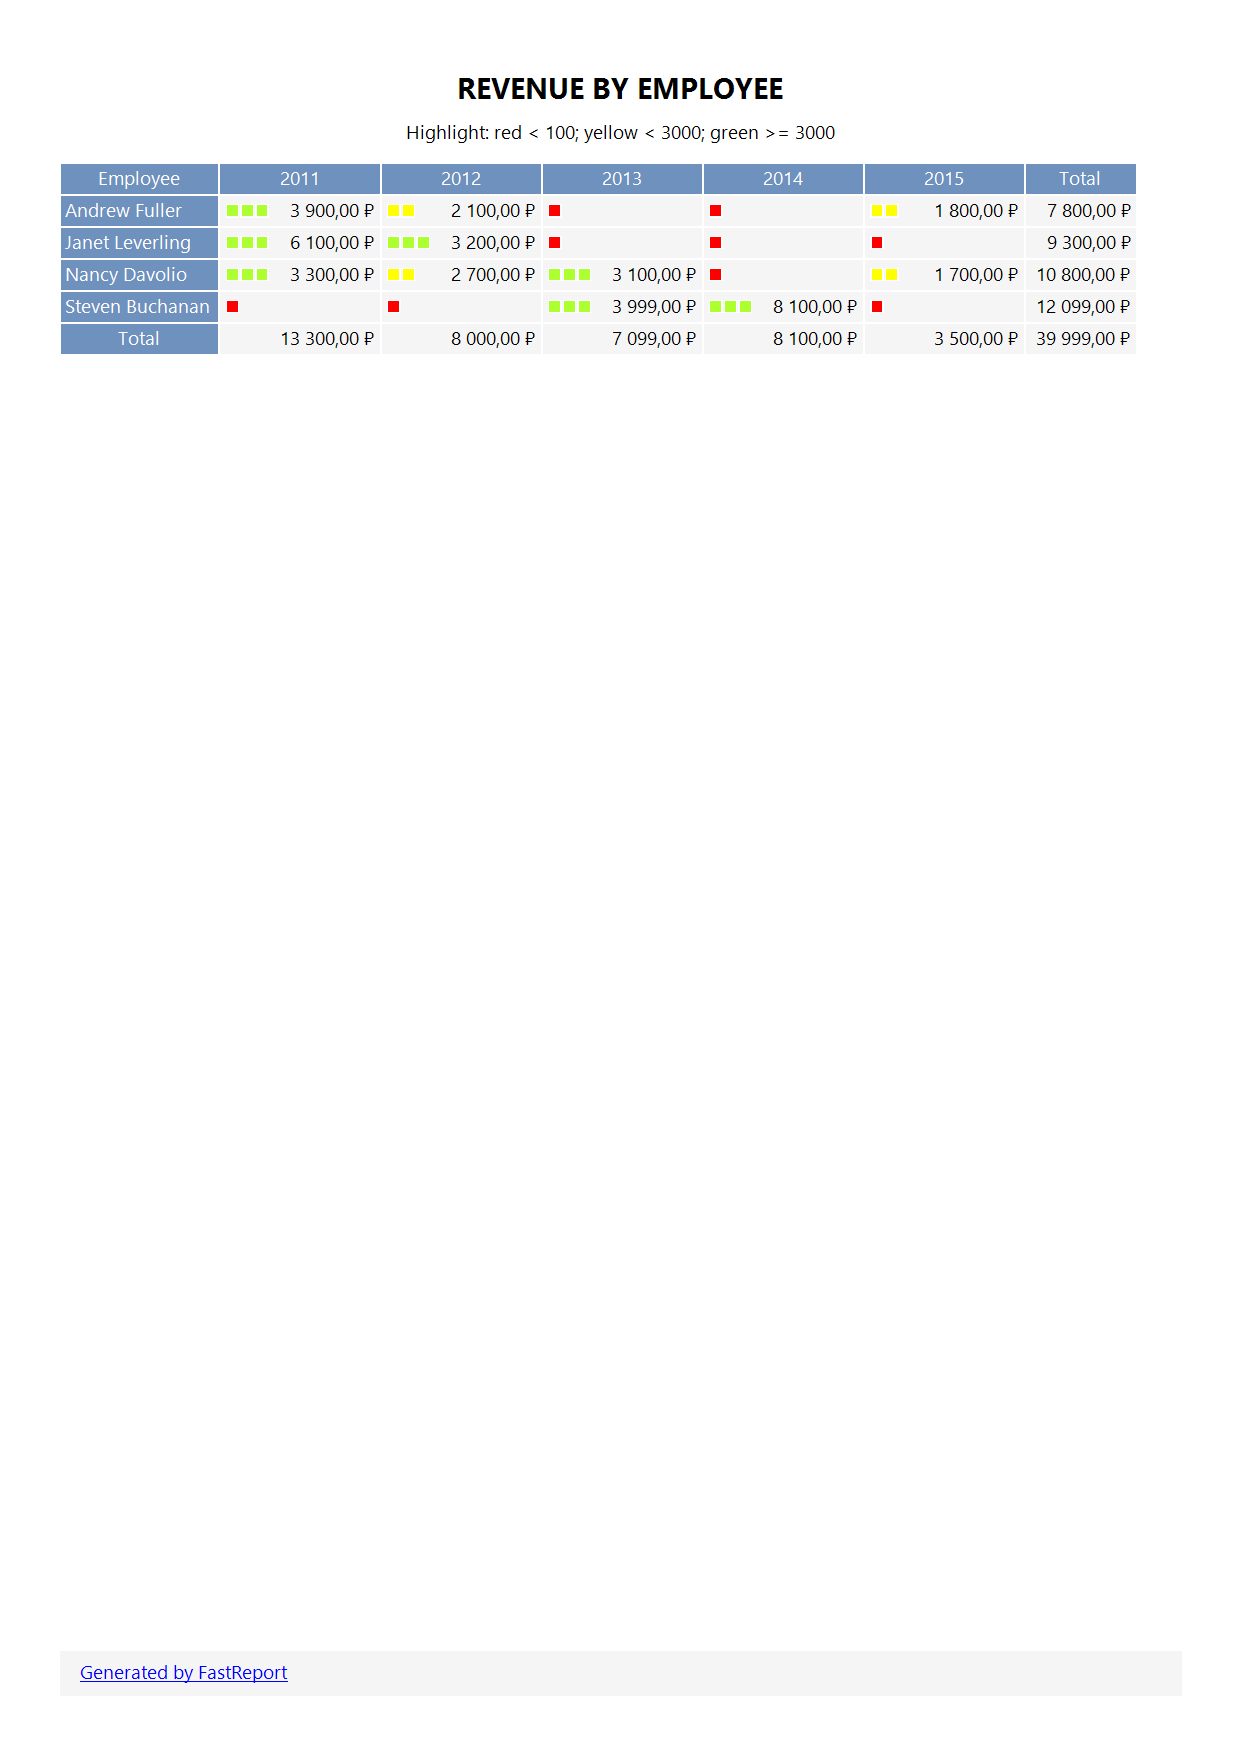 REVENUE BY EMPLOYEE
Highlight: red < 100; yellow < 3000; green >= 3000
Employee 2011 2012 2013 2014 2015 Total
Andrew Fuller 3 900,00 ₽ 2 100,00 ₽ 1 800,00 ₽ 7 800,00 ₽
Janet Leverling 6 100,00 ₽ 3 200,00 ₽ 9 300,00 ₽
Nancy Davolio 3 300,00 ₽ 2 700,00 ₽ 3 100,00 ₽ 1 700,00 ₽ 10 800,00 ₽
Steven Buchanan 3 999,00 ₽ 8 100,00 ₽ 12 099,00 ₽
Total 13 300,00 ₽ 8 000,00 ₽ 7 099,00 ₽ 8 100,00 ₽ 3 500,00 ₽ 39 999,00 ₽
Generated by FastReport